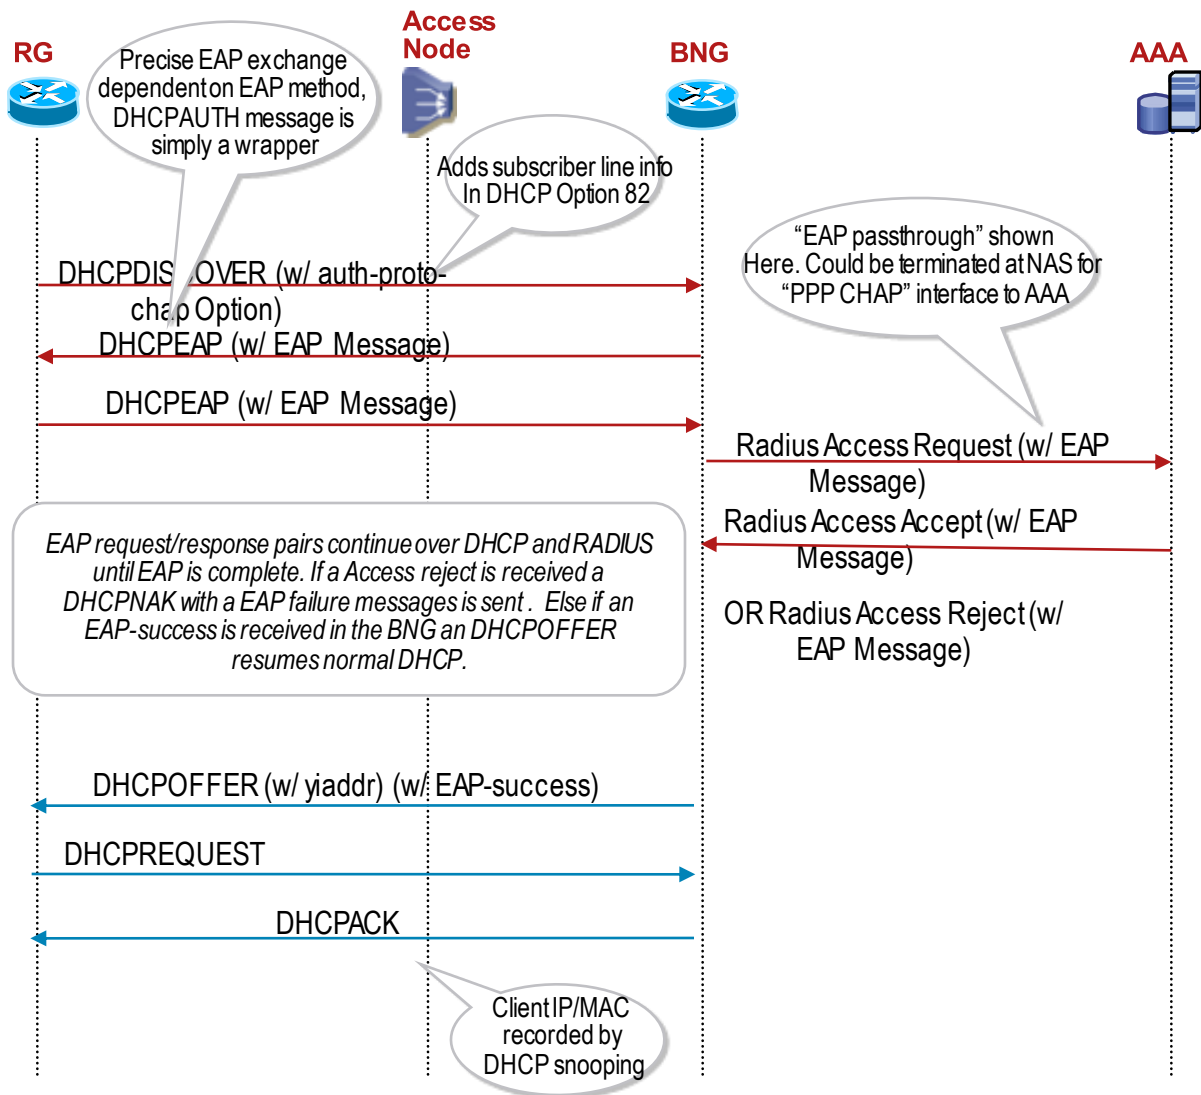 RG
Access
Node
BNG
AAA
Precise EAP exchange
dependent on EAP method,
DHCPAUTH message is
simply a wrapper
Adds subscriber line info
In DHCP Option 82
“EAP passthrough” shown
Here. Could be terminated at NAS for
“PPP CHAP” interface to AAA
DHCPDISCOVER (w/ auth-proto-
chap Option)
DHCPEAP (w/ EAP Message)
DHCPEAP (w/ EAP Message)
Radius Access Request (w/ EAP
Message)
Radius Access Accept (w/ EAP
Message)
OR Radius Access Reject (w/
EAP Message)
EAP request/response pairs continue over DHCP and RADIUS
until EAP is complete. If a Access reject is received a
DHCPNAK with a EAP failure messages is sent . Else if an
EAP-success is received in the BNG an DHCPOFFER
resumes normal DHCP.
DHCPOFFER (w/ yiaddr) (w/ EAP-success)
DHCPREQUEST
DHCPACK
Client IP/MAC
recorded by
DHCP snooping